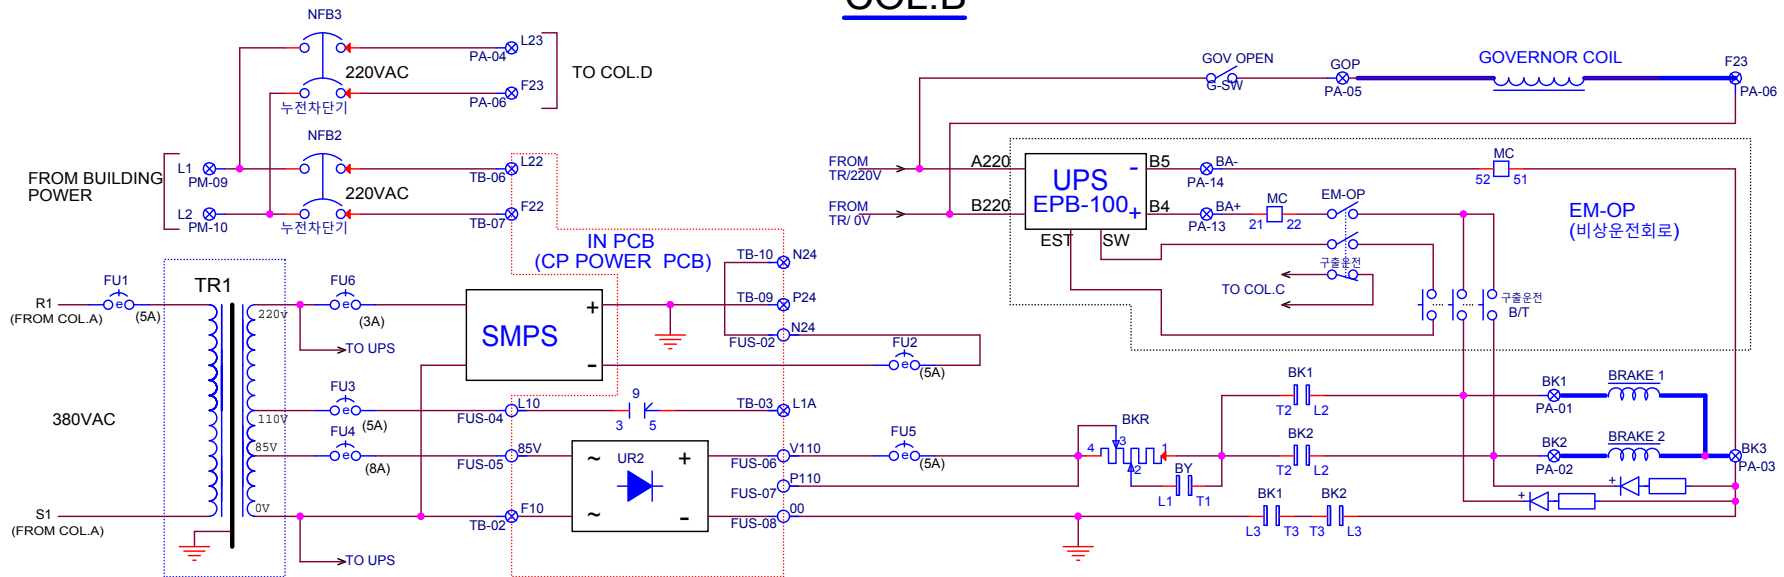 COL.B
NFB3
L23
PA-04
220VAC
TO COL.D
F23
PA-06
누전차단기
NFB2
L22
TB-06
FROM BUILDING
POWER
L1
PM-09
220VAC
L2
PM-10
F22
TB-07
누전차단기
IN PCB
(CP POWER PCB)
TB-10
N24
GOV OPEN
G-SW
GOP
PA-05
GOVERNOR COIL
F23
PA-06
FROM
TR/220V
A220
UPS
EPB-100
-
+
B5
BA-
PA-14
MC
52
51
FROM
TR/ 0V
B220
B4
BA+
PA-13
MC
21
22
EM-OP
EM-OP
(비상운전회로)
EST
SW
구출운전
TO COL.C
구출운전
B/T
R1
(FROM COL.A)
FU1
e
(5A)
TR1
220v
FU6
e
(3A)
TO UPS
SMPS
+
-
TB-09
P24
N24
FUS-02
FU2
e
(5A)
380VAC
110V
FU3
e
(5A)
FUS-04
L10
9
3
5
TB-03
L1A
85V
FU4
e
(8A)
FUS-05
85V
~
UR2
+
V110
FUS-06
FU5
e
(5A)
P110
FUS-07
S1
(FROM COL.A)
0V
TB-02
F10
~
-
00
FUS-08
TO UPS
BKR
4
3
2
1
BY
L1
T1
BK1
T2
L2
BK2
T2
L2
BK1
L3
T3
BK2
T3
L3
BK1
PA-01
BRAKE 1
BK2
PA-02
BRAKE 2
BK3
PA-03
+
+